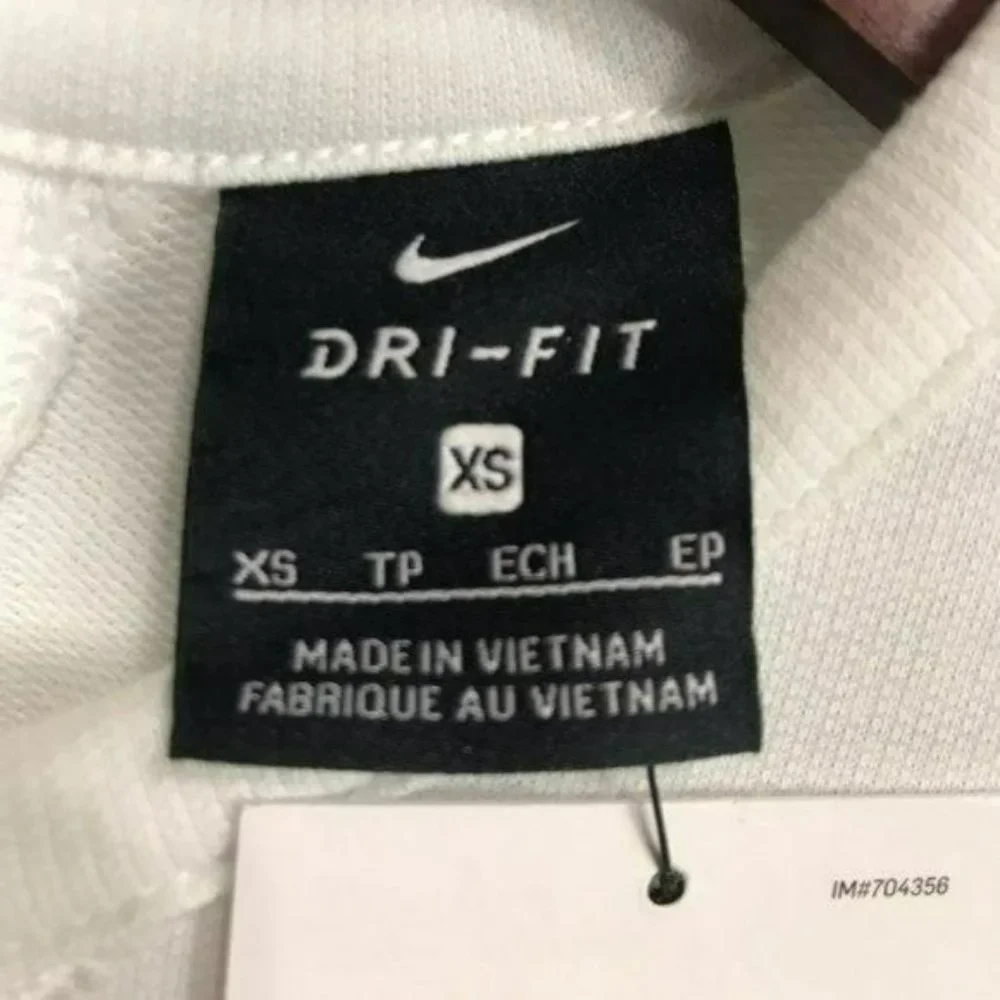 DRI-FIT
XS
XS TP ECH EP
MADE IN VIETNAM
FABRIQUE AU VIETNAM
IM#704356